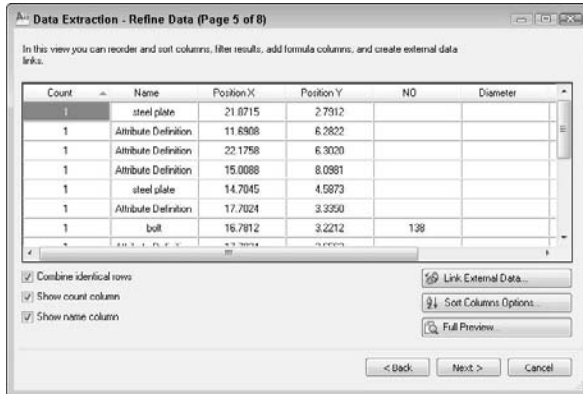 Data Extraction - Refine Data (Page 5 of 8)
In this view you can reorder and sort columns, filter results, add formula columns, and create external data
links.
Count Name Position X Position Y NO Diameter
1 steel plate 21.8715 2.7912
1 Attribute Definition 11.6908 6.2822
1 Attribute Definition 22.1758 6.3020
1 Attribute Definition 15.0088 8.0981
1 steel plate 14.7045 4.5873
1 Attribute Definition 17.7024 3.3350
1 bolt 16.7812 3.2212 138
Combine identical rows
Show count column
Show name column
Link External Data...
Sort Columns Options...
Full Preview...
< Back Next > Cancel